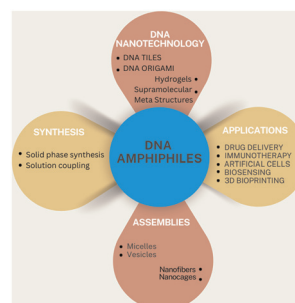 DNA
NANOTECHNOLOGY
• DNA TILES
• DNA ORIGAMI
Hydrogels •
Supramolecular •
Meta Structures
SYNTHESIS
• Solid phase synthesis
• Solution coupling
DNA
AMPHIPHILES
APPLICATIONS
• DRUG DELIVERY
• IMMUNOTHERAPY
• ARTIFICIAL CELLS
• BIOSENSING
• 3D BIOPRINTING
ASSEMBLIES
• Micelles
• Vesicles
Nanofibers •
Nanocages •